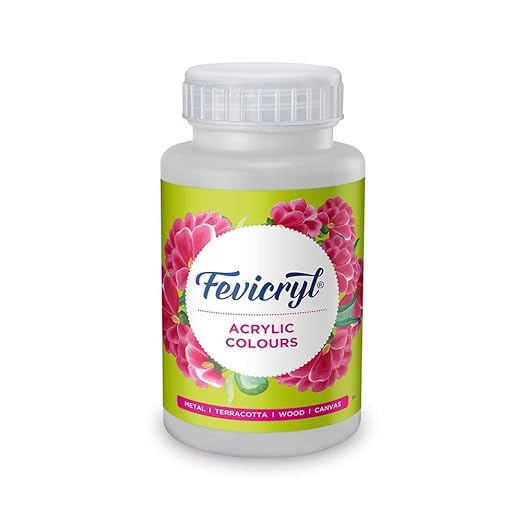 Fevicryl®
ACRYLIC
COLOURS
METAL I TERRACOTTA I WOOD I CANVAS